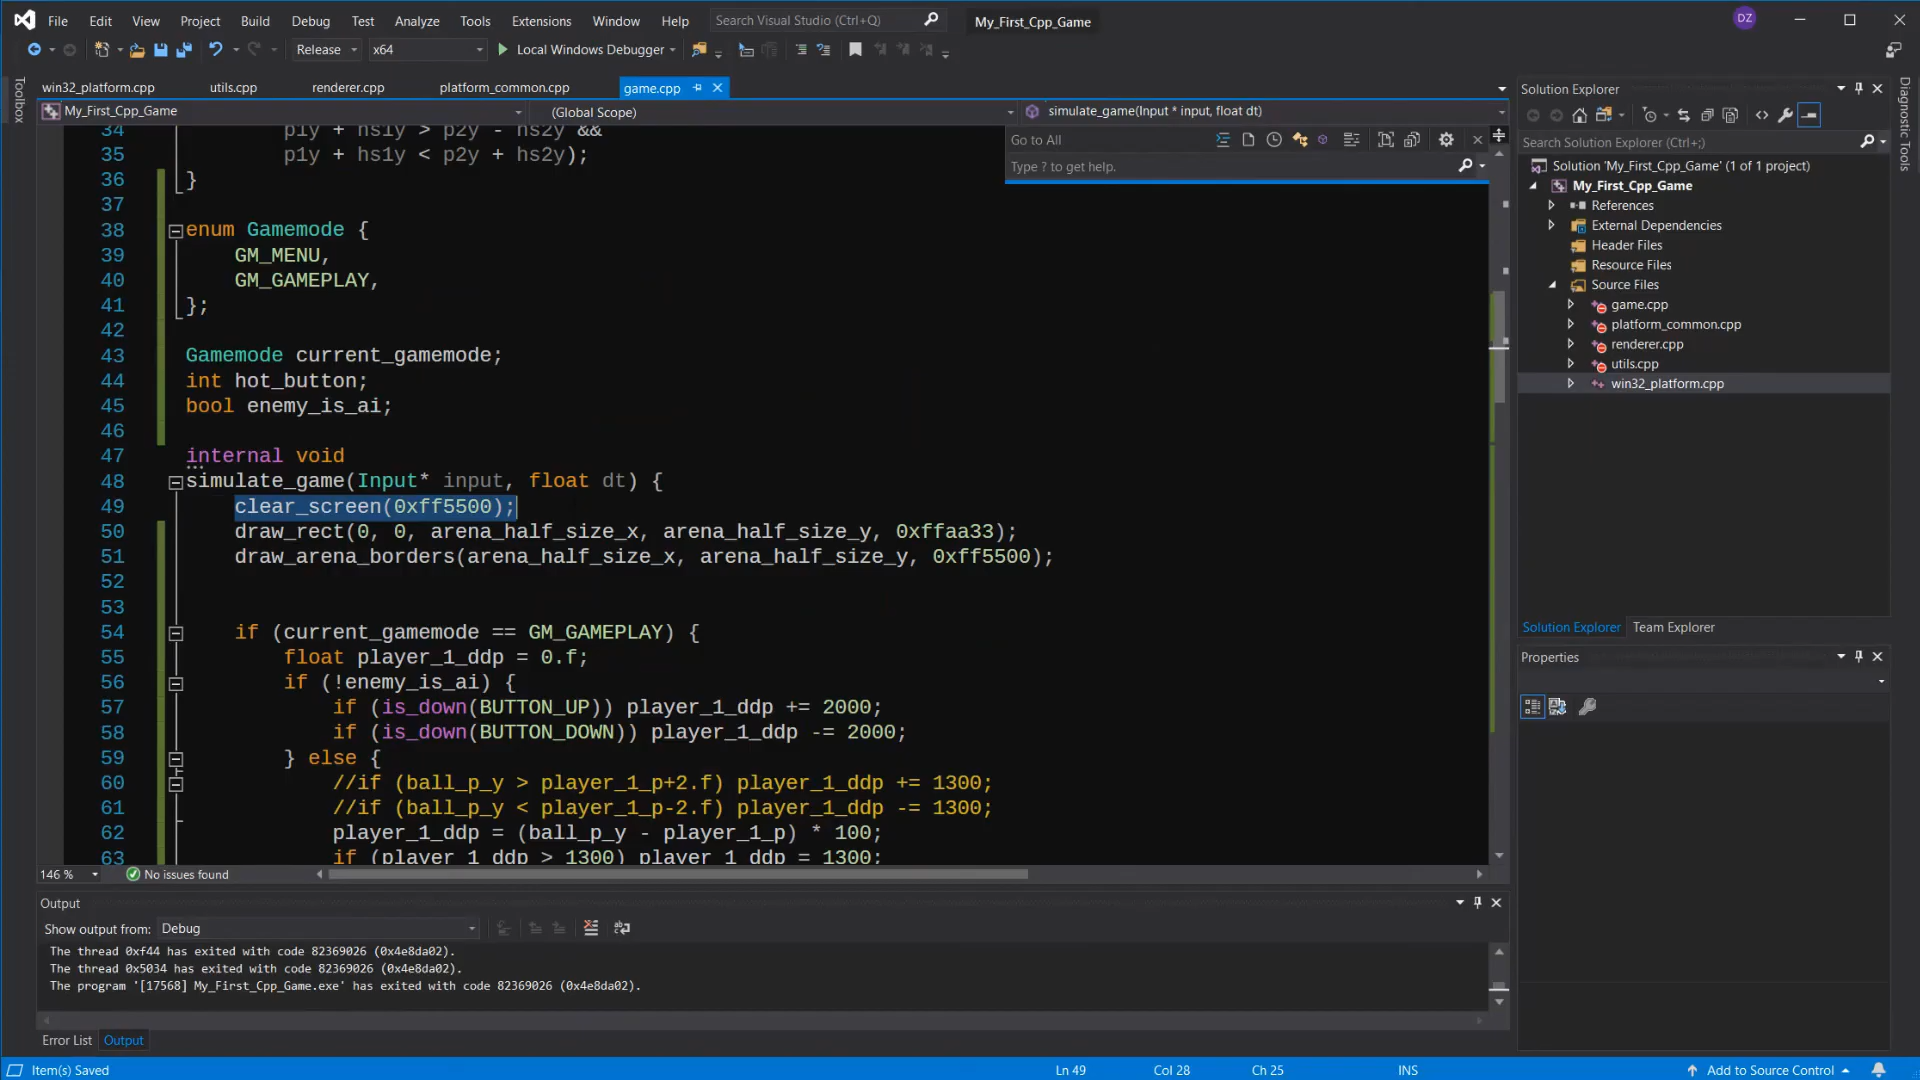 File Edit View Project Build Debug Test Analyze Tools Extensions Window Help Search Visual Studio (Ctrl+Q) My_First_Cpp_Game DZ
Release x64 Local Windows Debugger
win32_platform.cpp utils.cpp renderer.cpp platform_common.cpp game.cpp
My_First_Cpp_Game (Global Scope) simulate_game(Input * input, float dt)
Toolbox
Go To All
Type ? to get help.
34 p1y + hs1y > p2y - hs2y &&
35 p1y + hs1y < p2y + hs2y);
36 }
37
38 enum Gamemode {
39 GM_MENU,
40 GM_GAMEPLAY,
41 };
42
43 Gamemode current_gamemode;
44 int hot_button;
45 bool enemy_is_ai;
46
47 internal void
48 simulate_game(Input* input, float dt) {
49 clear_screen(0xff5500);
50 draw_rect(0, 0, arena_half_size_x, arena_half_size_y, 0xffaa33);
51 draw_arena_borders(arena_half_size_x, arena_half_size_y, 0xff5500);
52
53
54 if (current_gamemode == GM_GAMEPLAY) {
55 float player_1_ddp = 0.f;
56 if (!enemy_is_ai) {
57 if (is_down(BUTTON_UP)) player_1_ddp += 2000;
58 if (is_down(BUTTON_DOWN)) player_1_ddp -= 2000;
59 } else {
60 //if (ball_p_y > player_1_p+2.f) player_1_ddp += 1300;
61 //if (ball_p_y < player_1_p-2.f) player_1_ddp -= 1300;
62 player_1_ddp = (ball_p_y - player_1_p) * 100;
63 if (player_1_ddp > 1300) player_1_ddp = 1300;
146 % No issues found
Output
Show output from: Debug
The thread 0xf44 has exited with code 82369026 (0x4e8da02).
The thread 0x5034 has exited with code 82369026 (0x4e8da02).
The program '[17568] My_First_Cpp_Game.exe' has exited with code 82369026 (0x4e8da02).
Error List Output
Item(s) Saved Ln 49 Col 28 Ch 25 INS Add to Source Control
Solution Explorer
Search Solution Explorer (Ctrl+;)
Solution 'My_First_Cpp_Game' (1 of 1 project)
My_First_Cpp_Game
References
External Dependencies
Header Files
Resource Files
Source Files
game.cpp
platform_common.cpp
renderer.cpp
utils.cpp
win32_platform.cpp
Solution Explorer Team Explorer
Properties
Diagnostic Tools